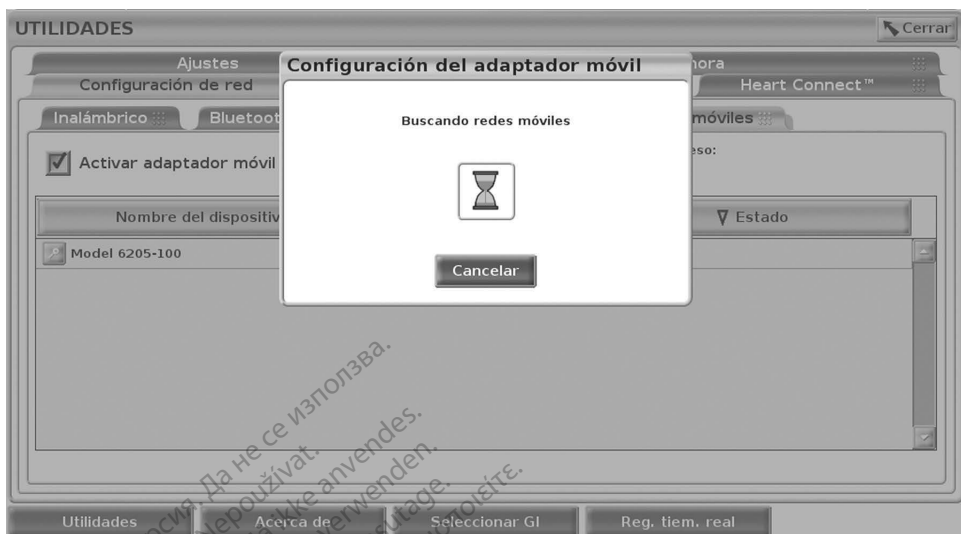 UTILIDADES
Cerrar
Ajustes
hora
Configuración de red
Heart Connect™
Inalámbrico
Bluetoot
móviles
Configuración del adaptador móvil
Buscando redes móviles
Cancelar
Activar adaptador móvil
eso:
Nombre del dispositiv
Estado
Model 6205-100
Да не се използва.
nepoužívat.
ikke anvendes.
verwenden.
Utilidades
Acerca de
Seleccionar GI
Reg. tiem. real